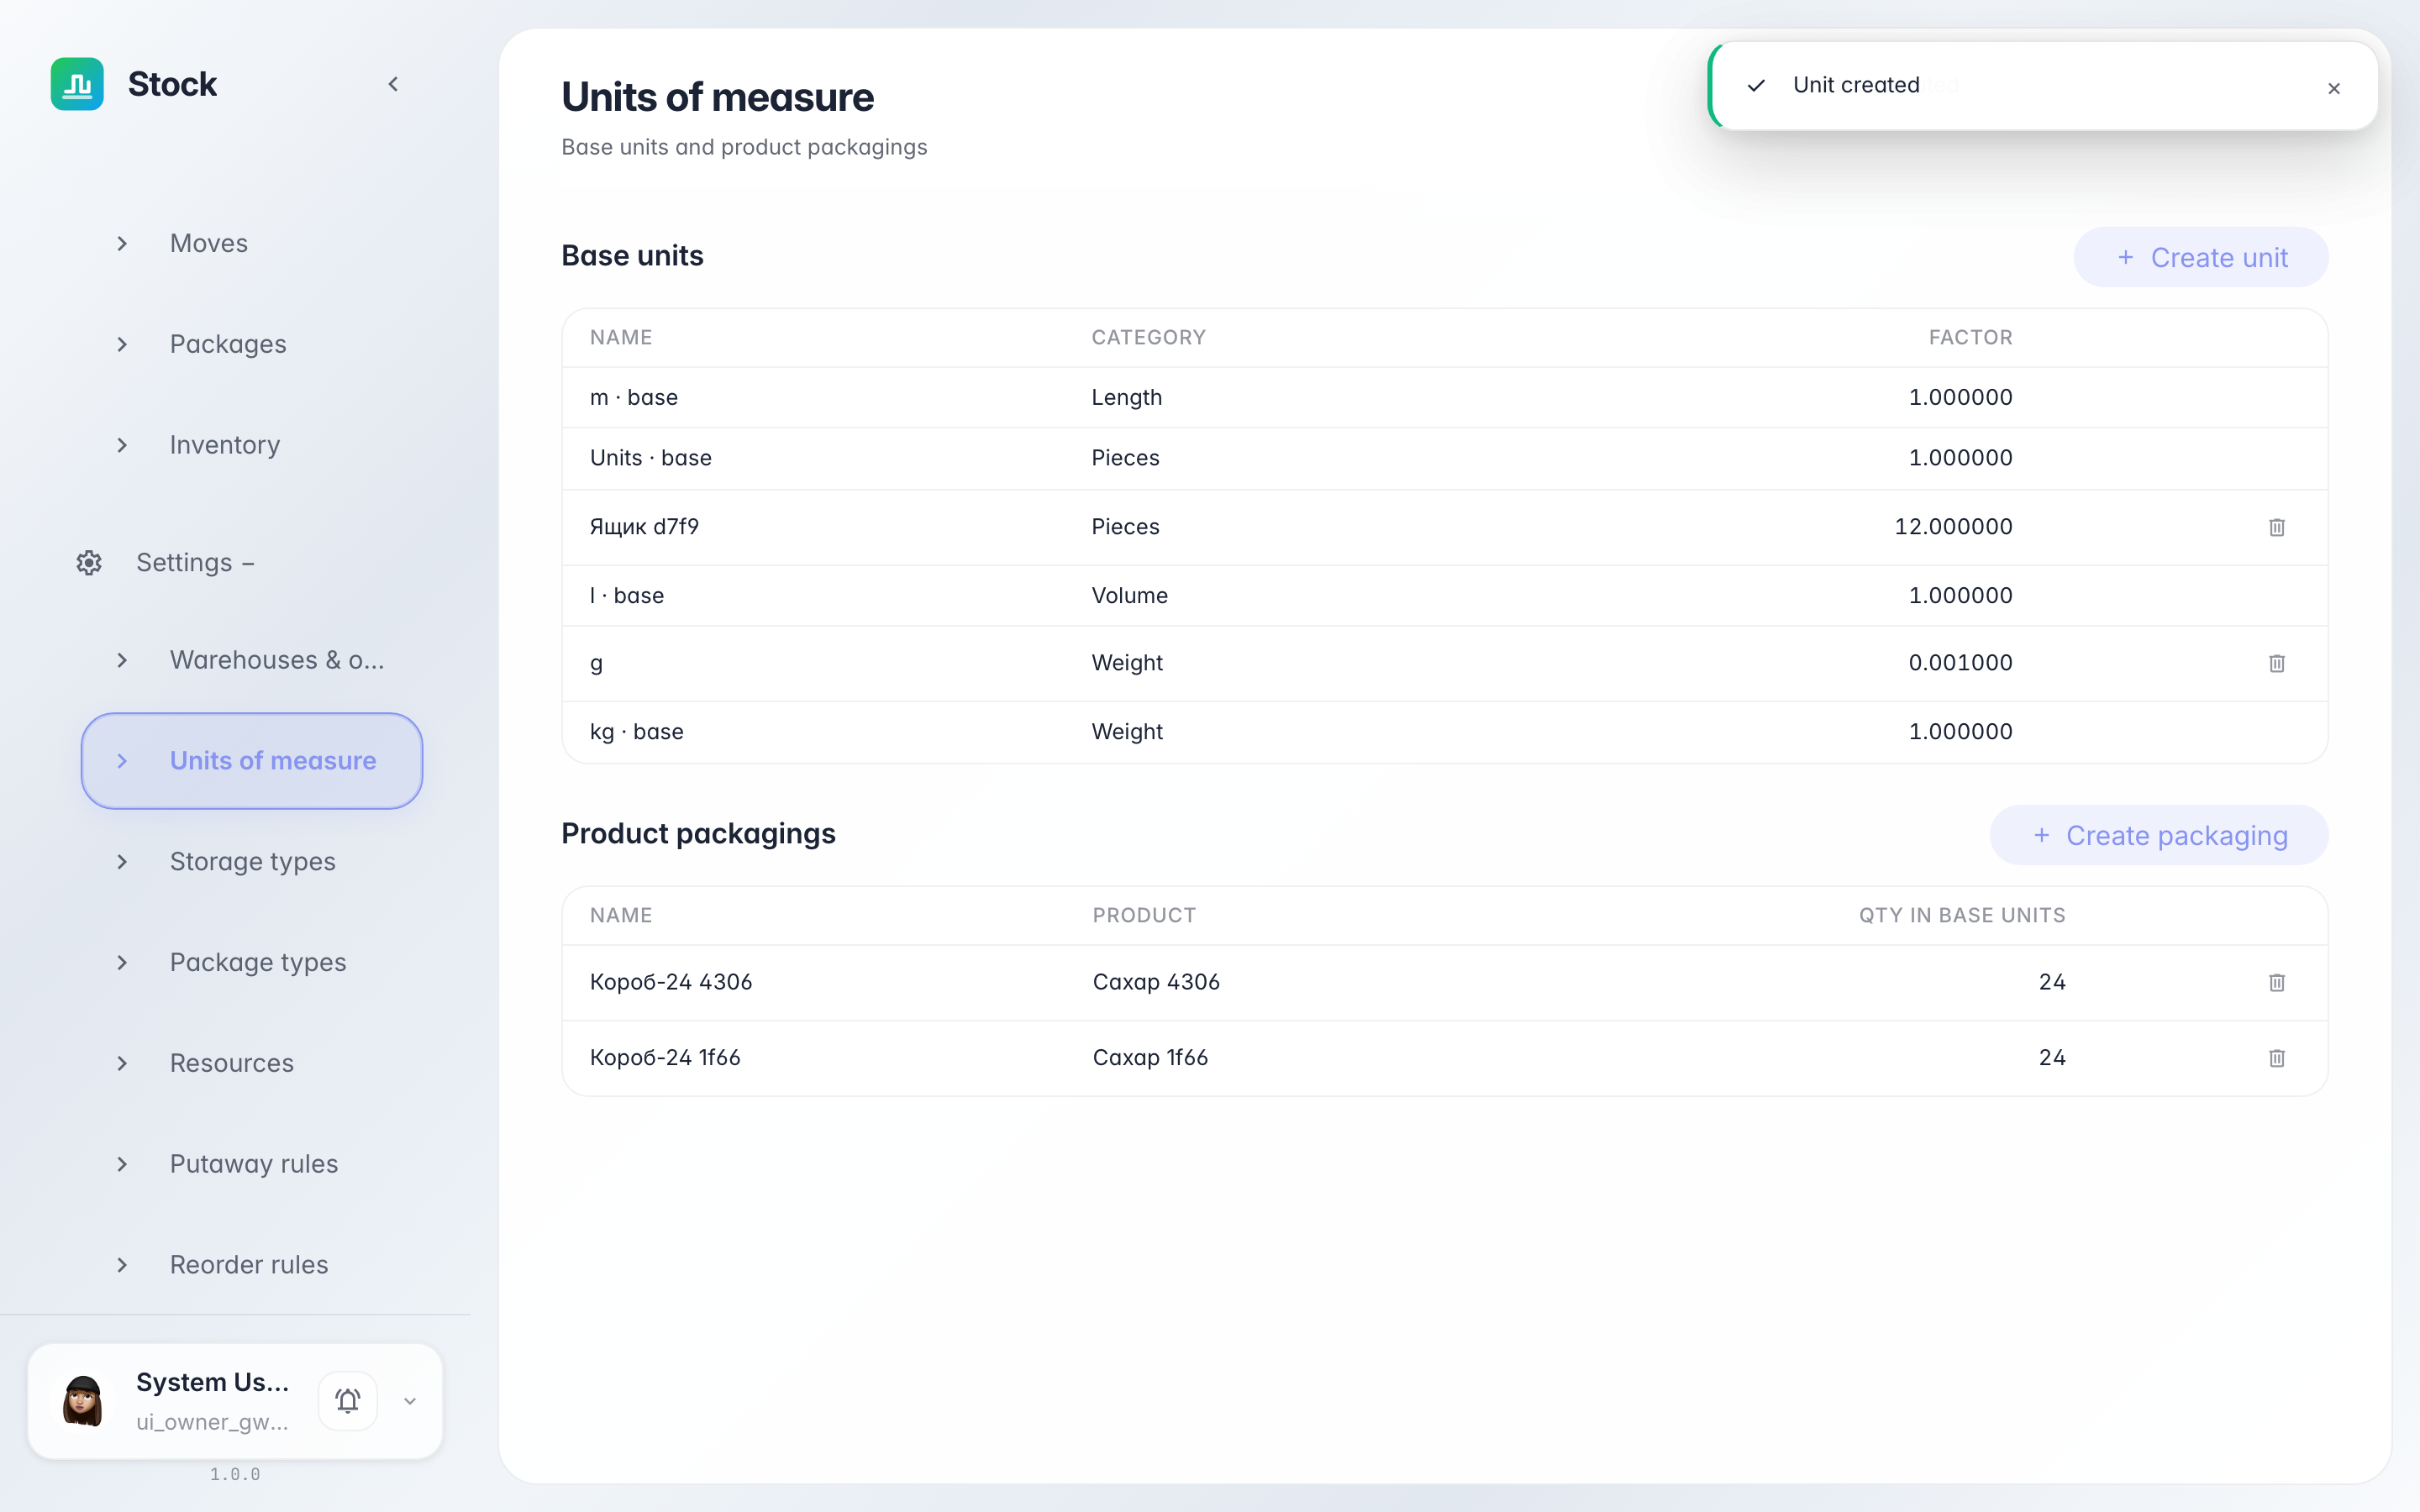 Stock
Moves
Packages
Inventory
Settings –
Warehouses & o...
Units of measure
Storage types
Package types
Resources
Putaway rules
Reorder rules
System Us...
ui_owner_gw...
1.0.0
Units of measure
Base units and product packagings
Unit created
Base units
+ Create unit
NAME CATEGORY FACTOR
m · base Length 1.000000
Units · base Pieces 1.000000
Ящик d7f9 Pieces 12.000000
l · base Volume 1.000000
g Weight 0.001000
kg · base Weight 1.000000
Product packagings
+ Create packaging
NAME PRODUCT QTY IN BASE UNITS
Короб-24 4306 Сахар 4306 24
Короб-24 1f66 Сахар 1f66 24